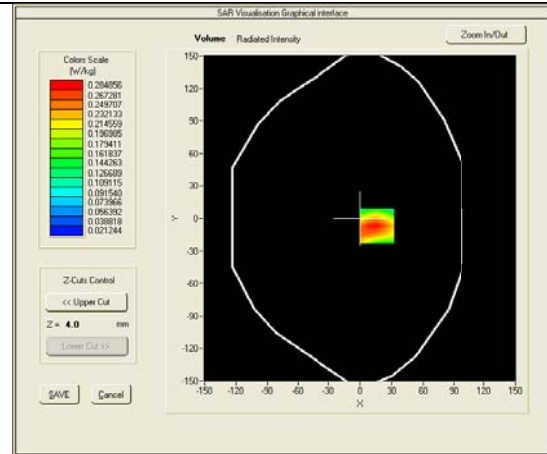 SAR Visualisation Graphical Interface
Volume Radiated Intensity
Zoom In/Out
Colors Scale
(W/kg)
0.284856
0.267281
0.249707
0.232133
0.214559
0.196985
0.179411
0.161837
0.144263
0.126689
0.109115
0.091540
0.073966
0.056392
0.038818
0.021244
Z-Cuts Control
<< Upper Cut
Z = 4.0 mm
Lower Cut >>
SAVE Cancel
150
120
90
60
30
0
-30
-60
-90
-120
-150
Y
-150 -120 -90 -60 -30 0 30 60 90 120 150
X